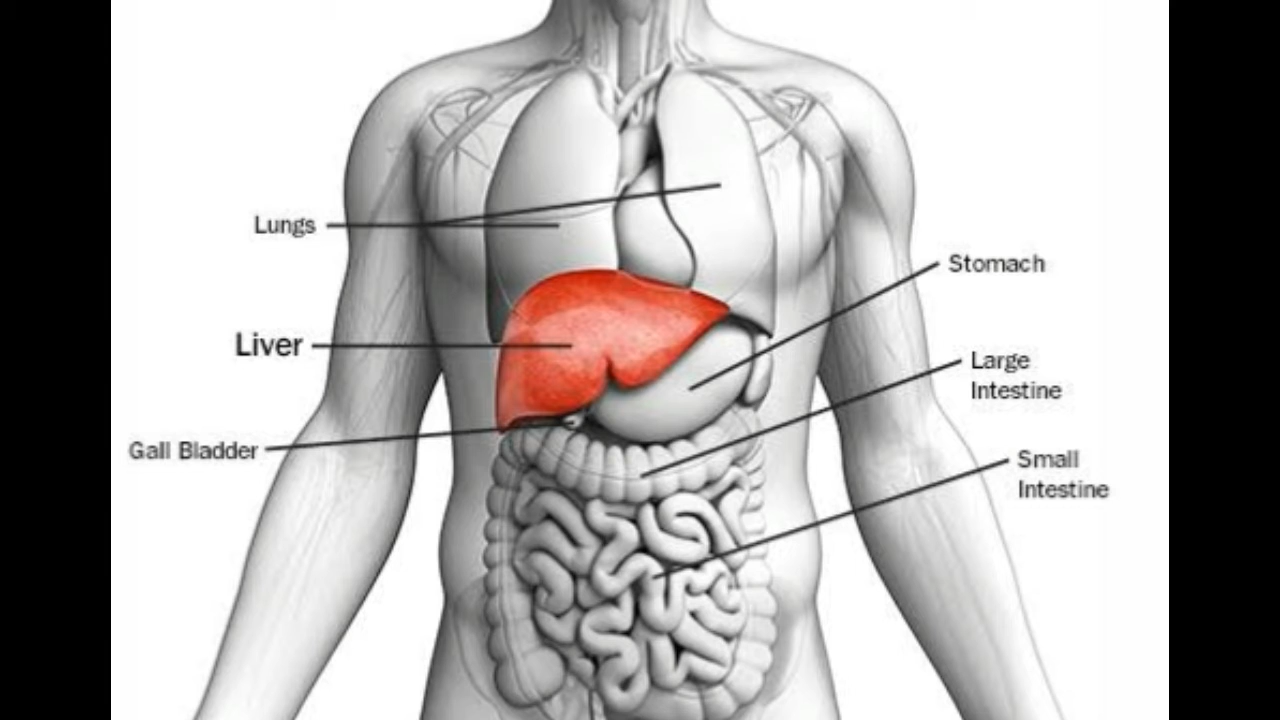 Lungs
Stomach
Liver
Large
Intestine
Gall Bladder
Small
Intestine